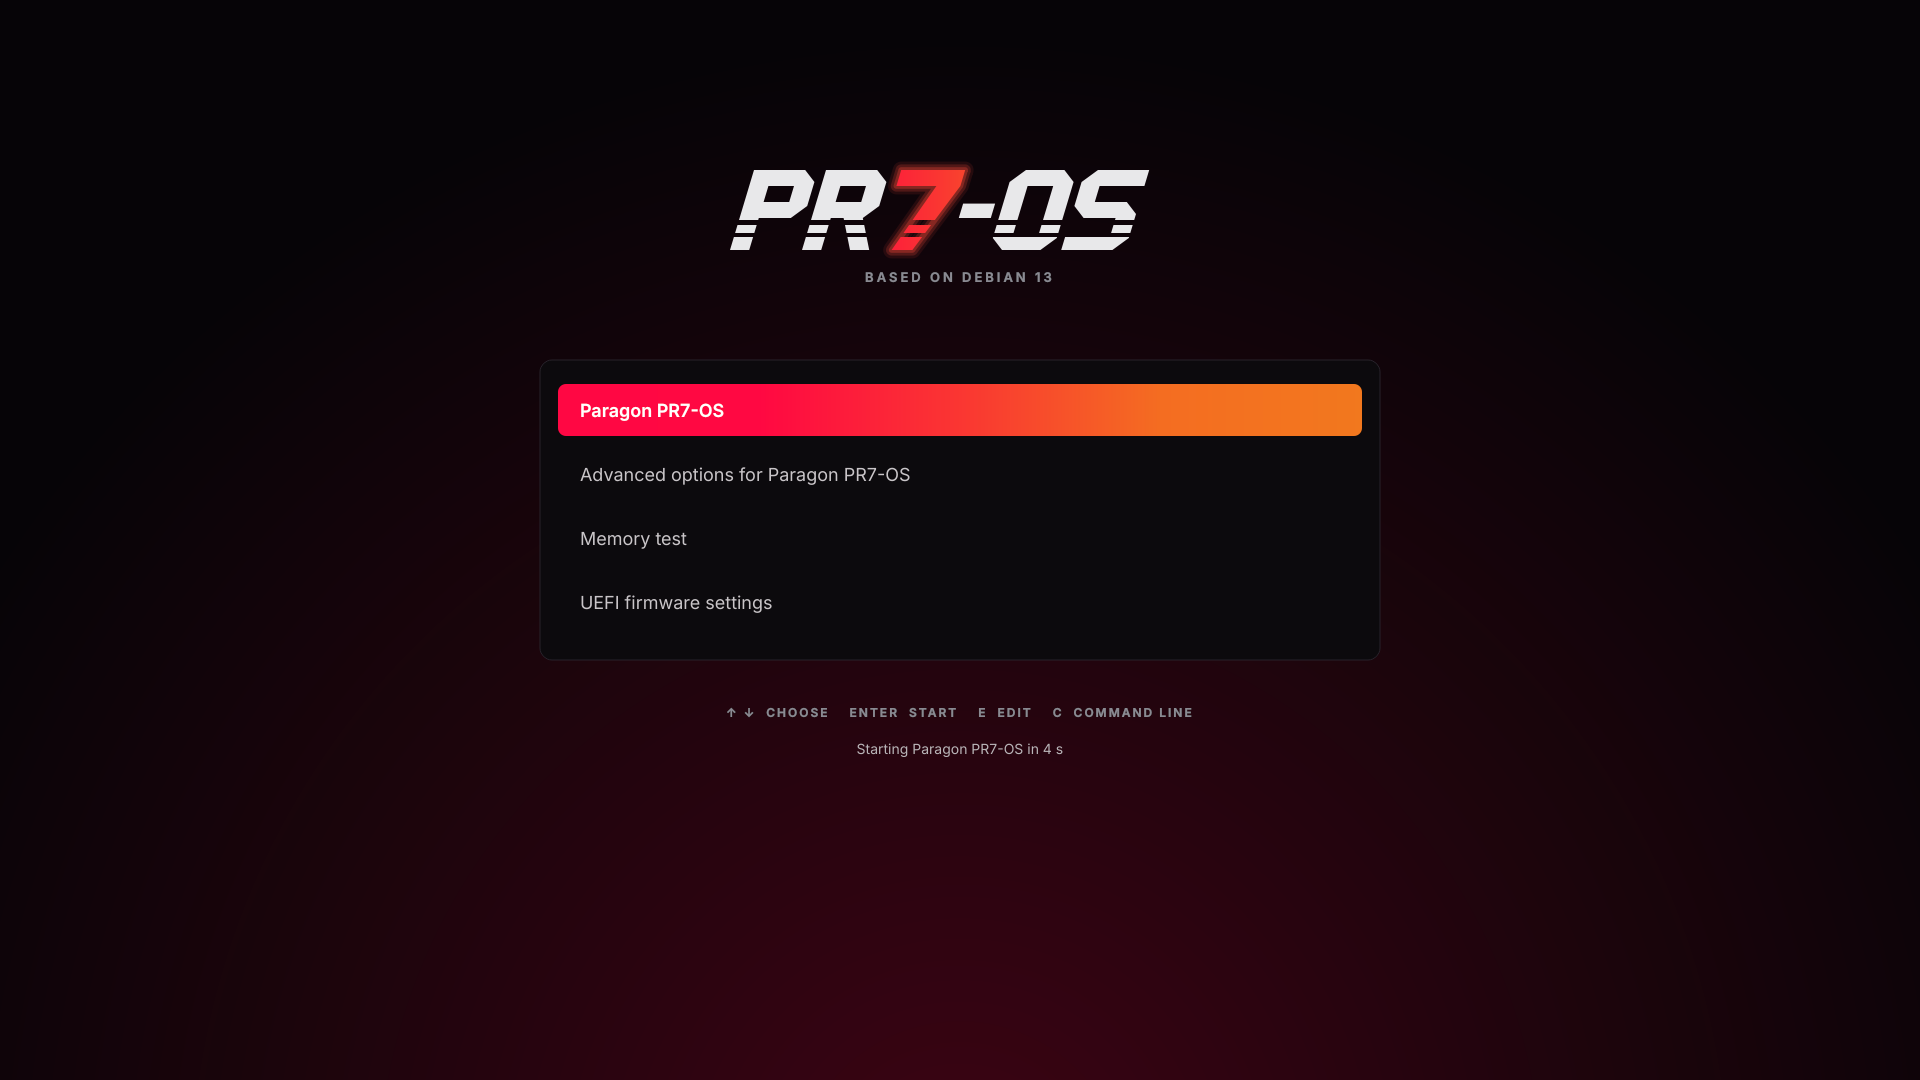 PR7-OS
BASED ON DEBIAN 13
Paragon PR7-OS
Advanced options for Paragon PR7-OS
Memory test
UEFI firmware settings
↑ ↓ CHOOSE ENTER START E EDIT C COMMAND LINE
Starting Paragon PR7-OS in 4 s